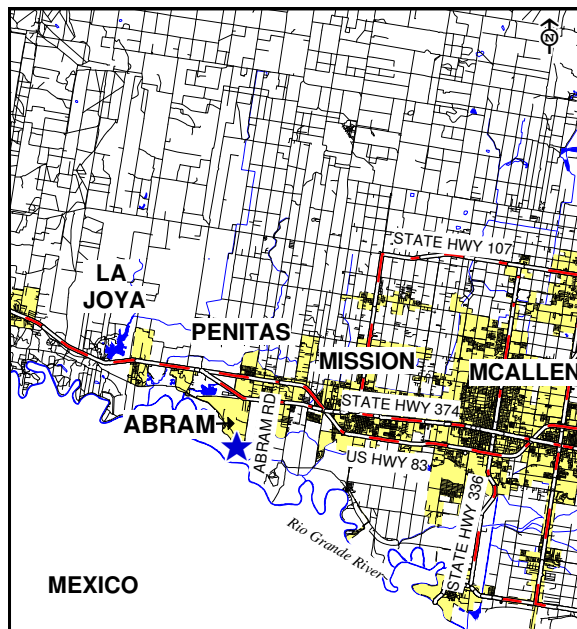 N
STATE HWY 107
LA
JOYA
PENITAS
MISSION
MCALLEN
STATE HWY 374
ABRAM
ABRAM RD
US HWY 83
STATE HWY 336
Rio Grande River
MEXICO